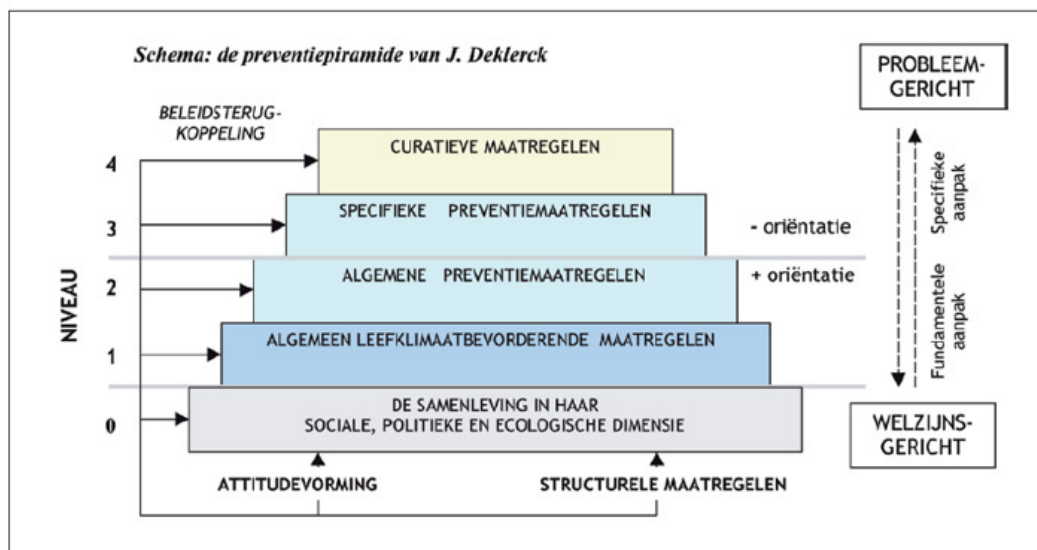 Schema: de preventiepiramide van J. Deklerck
PROBLEEM-
GERICHT
BELEIDSTERUG-
KOPPELING
4
CURATIEVE MAATREGELEN
3
SPECIFIEKE PREVENTIEMAATREGELEN
- oriëntatie
Specifieke
aanpak
NIVEAU
2
ALGEMENE PREVENTIEMAATREGELEN
+ oriëntatie
1
ALGEMEEN LEEFKLIMAATBEVORDERENDE MAATREGELEN
Fundamentele
aanpak
0
DE SAMENLEVING IN HAAR
SOCIALE, POLITIEKE EN ECOLOGISCHE DIMENSIE
WELZIJNS-
GERICHT
ATTITUDEVORMING
STRUCTURELE MAATREGELEN